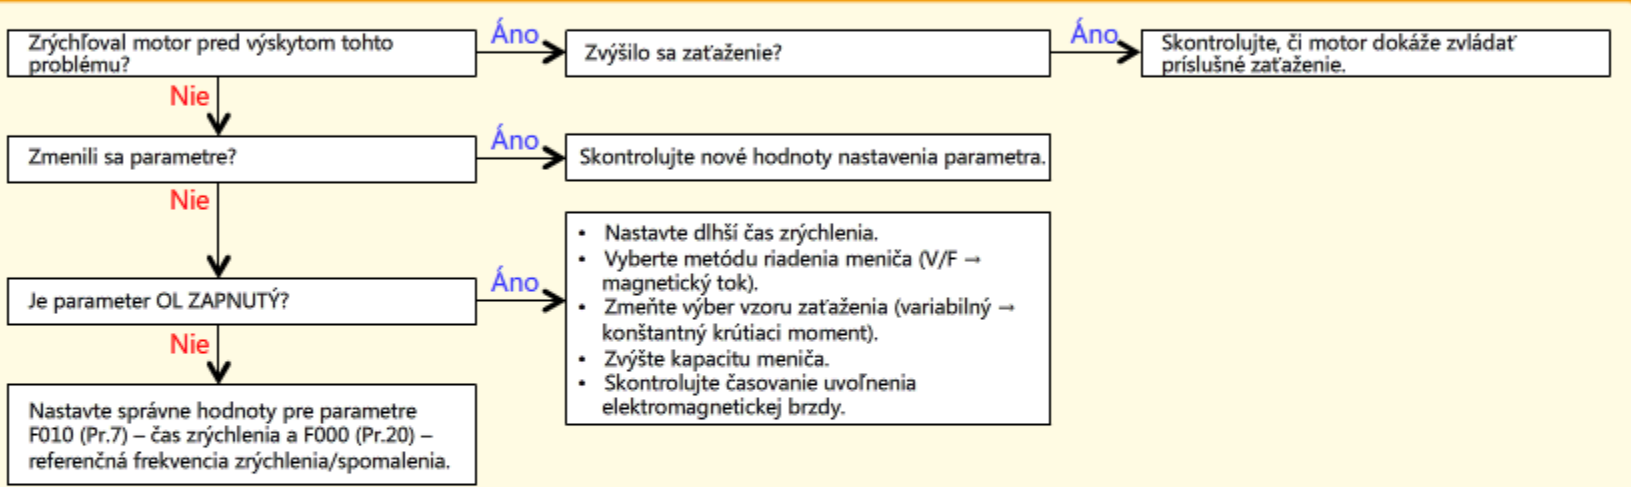 Zrýchľoval motor pred výskytom tohto
problému?
Áno
Zvýšilo sa zaťaženie?
Áno
Skontrolujte, či motor dokáže zvládať
príslušné zaťaženie.
Nie
Zmenili sa parametre?
Áno
Skontrolujte nové hodnoty nastavenia parametra.
Nie
Je parameter OL ZAPNUTÝ?
Áno
• Nastavte dlhší čas zrýchlenia.
• Vyberte metódu riadenia meniča (V/F →
magnetický tok).
• Zmeňte výber vzoru zaťaženia (variabilný →
konštantný krútiaci moment).
• Zvýšte kapacitu meniča.
• Skontrolujte časovanie uvoľnenia
elektromagnetickej brzdy.
Nie
Nastavte správne hodnoty pre parametre
F010 (Pr.7) – čas zrýchlenia a F000 (Pr.20) –
referenčná frekvencia zrýchlenia/spomalenia.